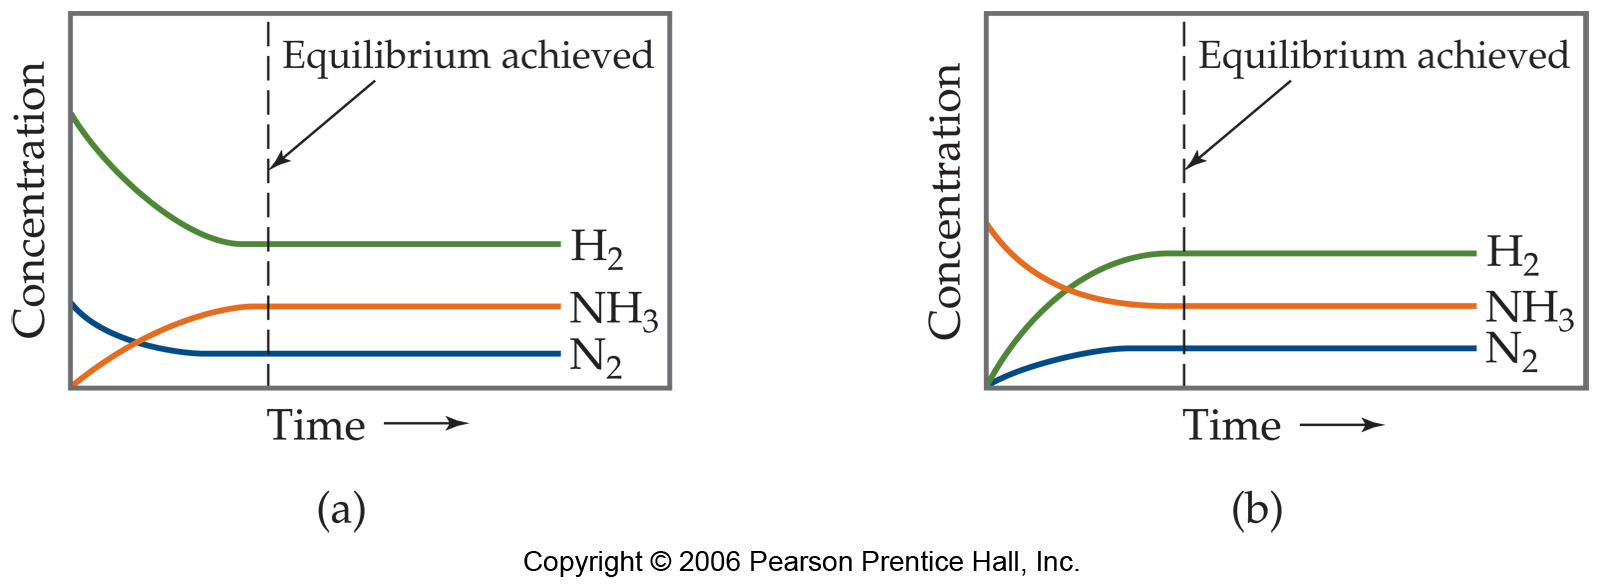 Concentration
Equilibrium achieved
H₂
NH₃
N₂
Time
(a)
Concentration
Equilibrium achieved
H₂
NH₃
N₂
Time
(b)
Copyright © 2006 Pearson Prentice Hall, Inc.